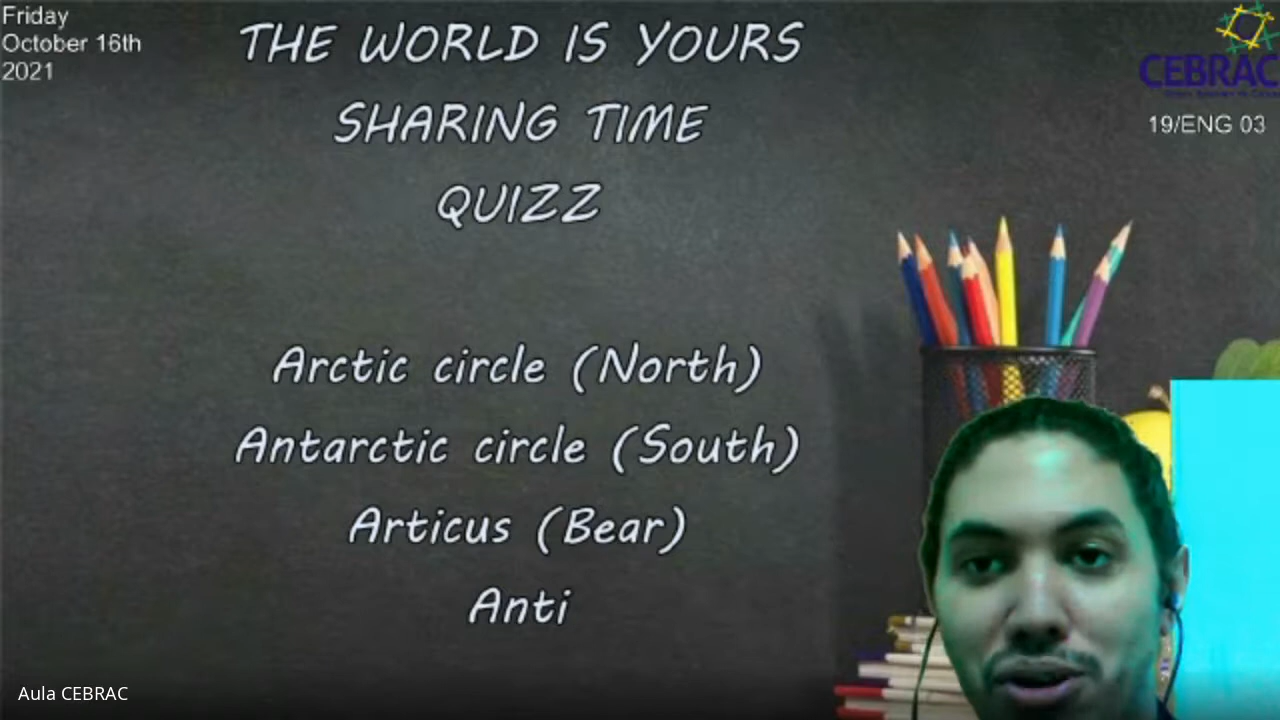 Friday
October 16th
2021
THE WORLD IS YOURS
SHARING TIME
QUIZZ
Arctic circle (North)
Antarctic circle (South)
Articus (Bear)
Anti
CEBRAC
19/ENG 03
Aula CEBRAC